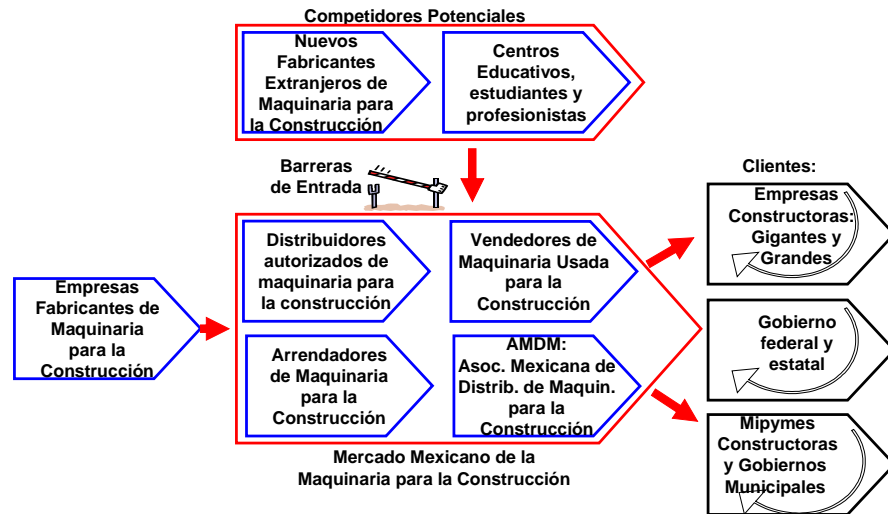 Competidores Potenciales
Nuevos
Fabricantes
Extranjeros de
Maquinaria para
la Construcción
Centros
Educativos,
estudiantes y
profesionistas
Barreras
de Entrada
Clientes:
Empresas
Fabricantes de
Maquinaria
para la
Construcción
Distribuidores
autorizados de
maquinaria para
la construcción
Vendedores de
Maquinaria Usada
para la
Construcción
Arrendadores
de Maquinaria
para la
Construcción
AMDM:
Asoc. Mexicana de
Distrib. de Maquin.
para la
Construcción
Mercado Mexicano de la
Maquinaria para la Construcción
Empresas
Constructoras:
Gigantes y
Grandes
Gobierno
federal y
estatal
Mipymes
Constructoras
y Gobiernos
Municipales